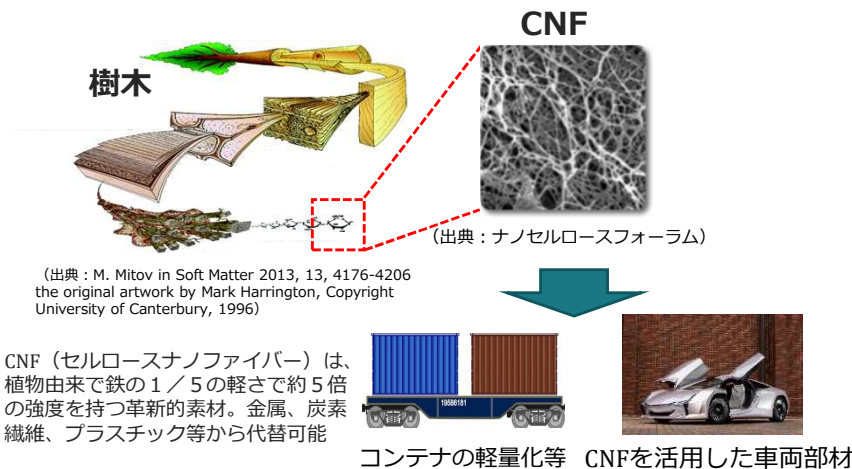 CNF
樹木
（出典：ナノセルロースフォーラム）
（出典：M. Mitov in Soft Matter 2013, 13, 4176-4206
the original artwork by Mark Harrington, Copyright
University of Canterbury, 1996）
CNF（セルロースナノファイバー）は、
植物由来で鉄の１／５の軽さで約５倍
の強度を持つ革新的素材。金属、炭素
繊維、プラスチック等から代替可能
19586181
コンテナの軽量化等
CNFを活用した車両部材